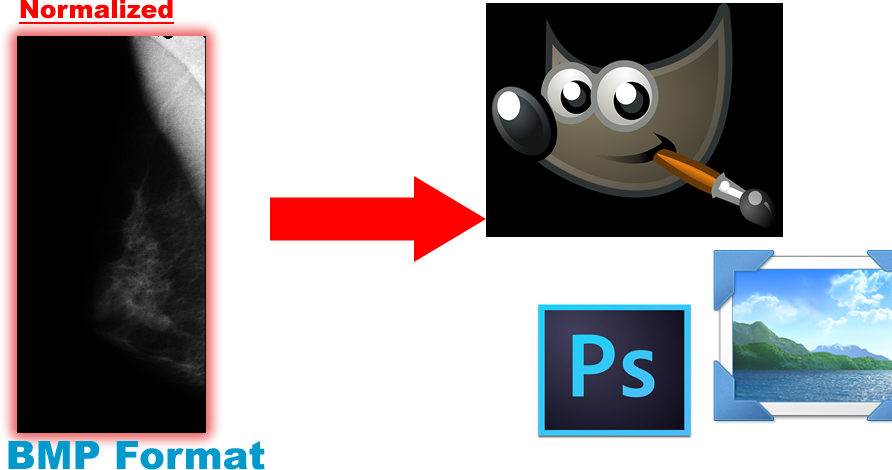 Normalized
BMP Format
Ps